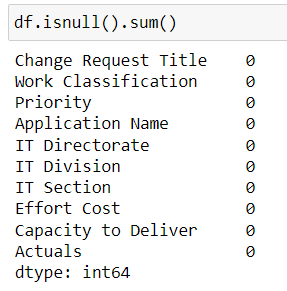 df.isnull().sum()
Change Request Title 0
Work Classification 0
Priority 0
Application Name 0
IT Directorate 0
IT Division 0
IT Section 0
Effort Cost 0
Capacity to Deliver 0
Actuals 0
dtype: int64